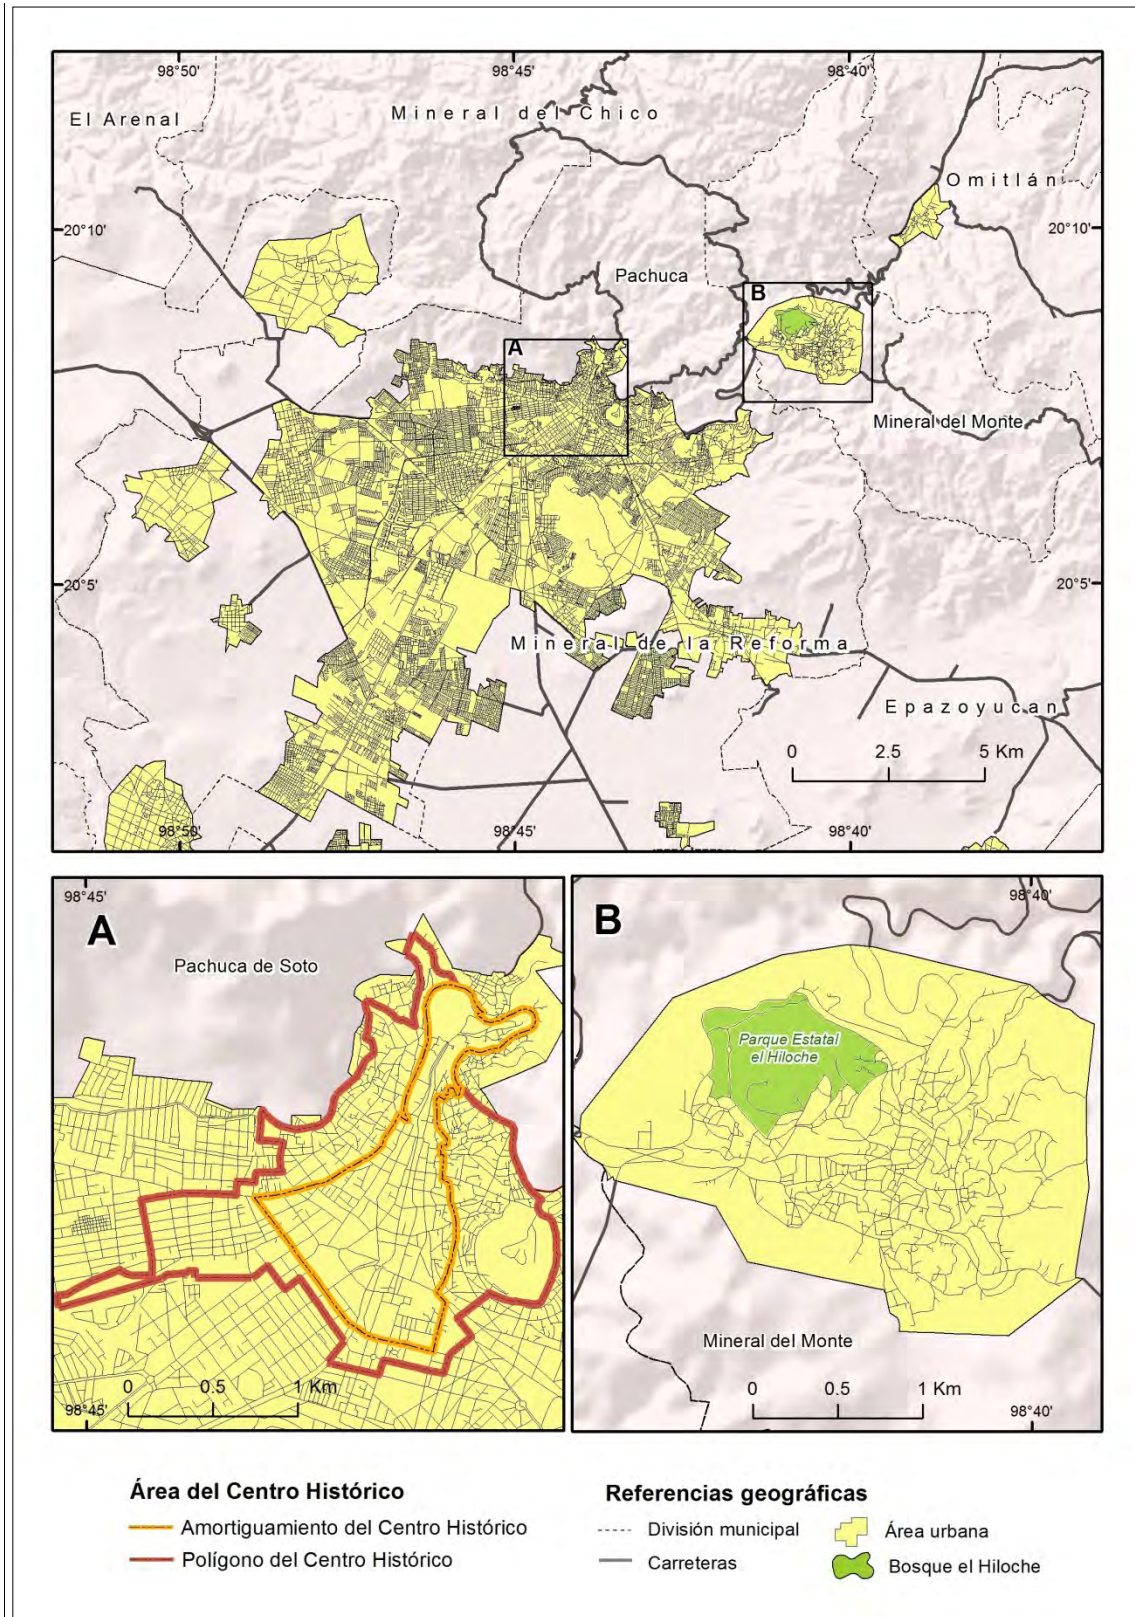 98°50'
98°45'
98°40'
El Arenal
Mineral del Chico
Omitlán
20°10'
20°10'
Pachuca
B
A
Mineral del Monte
20°5'
20°5'
Mineral de la Reforma
Epazoyucan
0 2.5 5 Km
98°50'
98°45'
98°40'
98°45'
A
Pachuca de Soto
0 0.5 1 Km
98°45'
98°40'
B
Parque Estatal
el Hiloche
Mineral del Monte
0 0.5 1 Km
98°40'
Área del Centro Histórico
Amortiguamiento del Centro Histórico
Polígono del Centro Histórico
Referencias geográficas
División municipal
Área urbana
Carreteras
Bosque el Hiloche